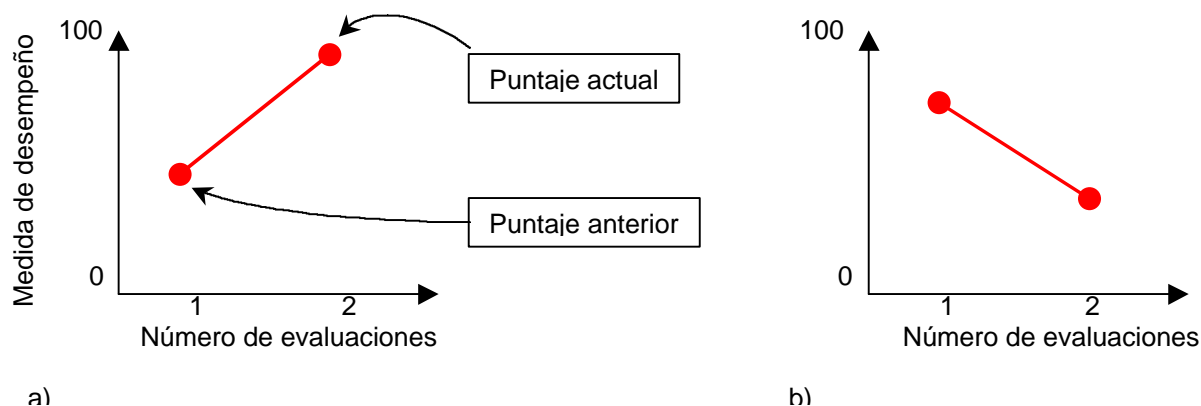 100
Medida de desempeño
Puntaje actual
Puntaje anterior
0
1
2
Número de evaluaciones
a)
100
0
1
2
Número de evaluaciones
b)